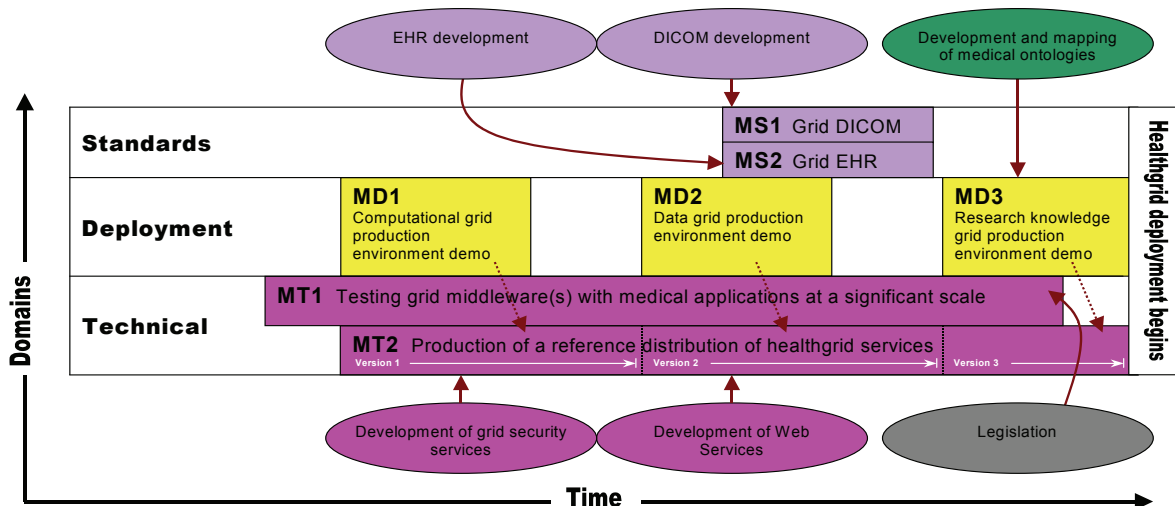 EHR development
DICOM development
Development and mapping
of medical ontologies
Standards
MS1 Grid DICOM
MS2 Grid EHR
Deployment
MD1
Computational grid
production
environment demo
MD2
Data grid production
environment demo
MD3
Research knowledge
grid production
environment demo
Technical
MT1 Testing grid middleware(s) with medical applications at a significant scale
MT2 Production of a reference distribution of healthgrid services
Version 1
Version 2
Version 3
Healthgrid deployment begins
Development of grid security
services
Development of Web
Services
Legislation
Domains
Time